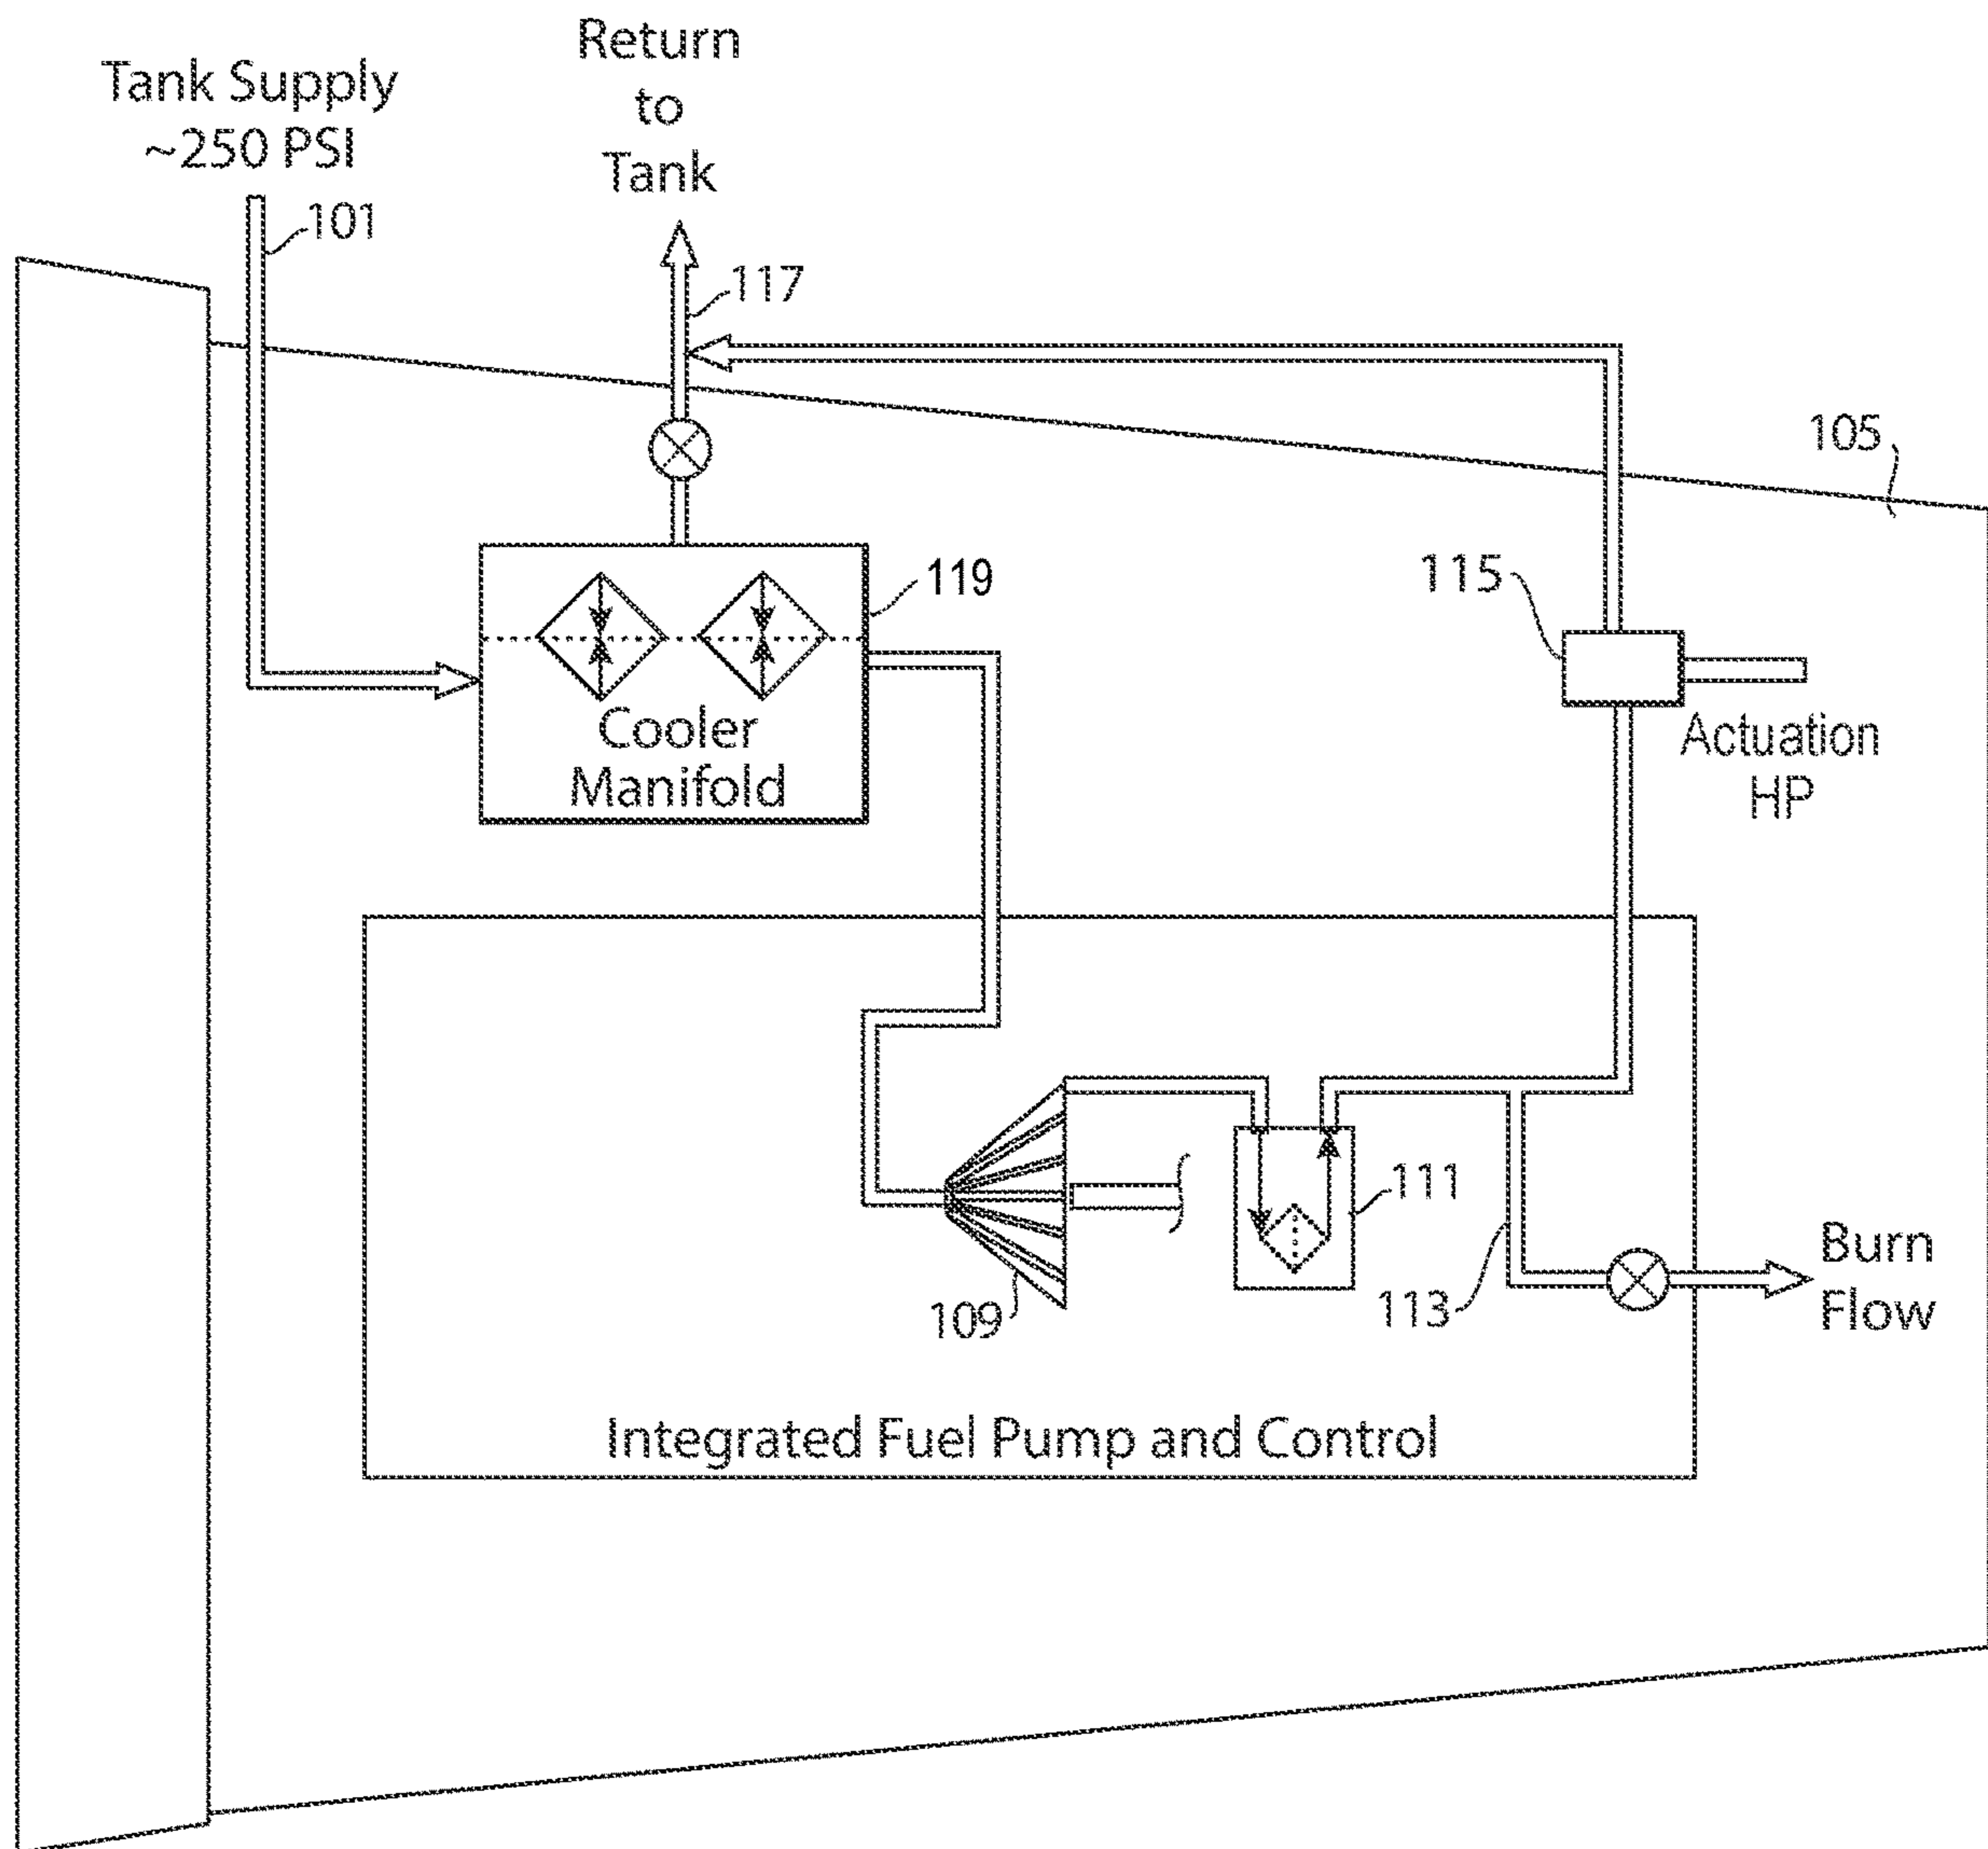 Return
to
Tank
Tank Supply
~250 PSI
101
117
105
119
115
Cooler
Manifold
Actuation
HP
111
Burn
Flow
113
109
Integrated Fuel Pump and Control